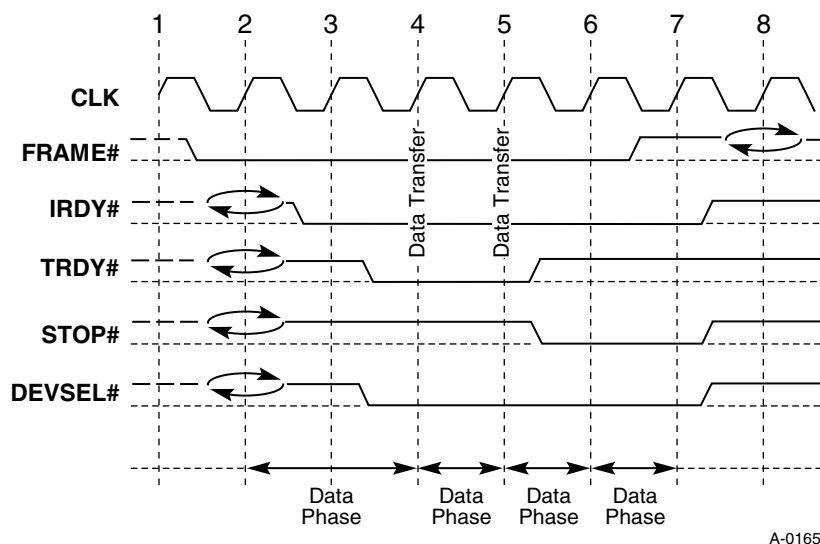 1 2 3 4 5 6 7 8
CLK
FRAME#
IRDY#
TRDY#
STOP#
DEVSEL#
Data Transfer
Data Transfer
Data
Phase
Data
Phase
Data
Phase
Data
Phase
A-0165